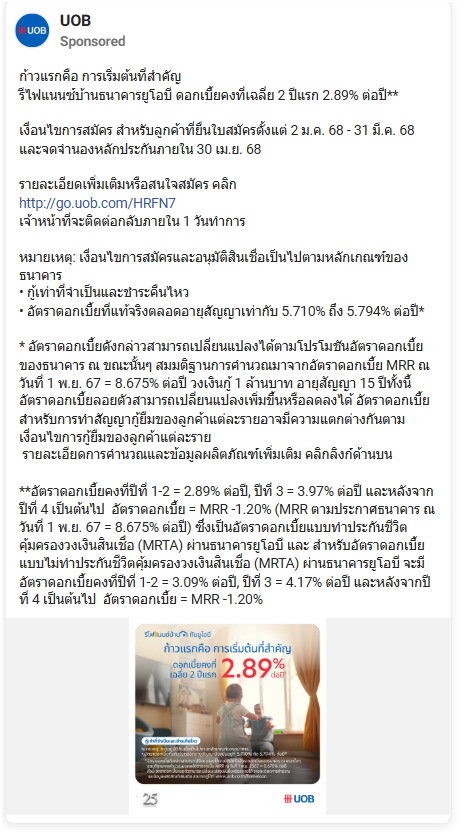 UOB
Sponsored
ก้าวแรกคือ การเริ่มต้นที่สำคัญ
รีไฟแนนซ์บ้านธนาคารยูโอบี ดอกเบี้ยคงที่เฉลี่ย 2 ปีแรก 2.89% ต่อปี**
เงื่อนไขการสมัคร สำหรับลูกค้าที่ยื่นใบสมัครตั้งแต่ 2 ม.ค. 68 - 31 มี.ค. 68
และจดจำนองหลักประกันภายใน 30 เม.ย. 68
รายละเอียดเพิ่มเติมหรือสนใจสมัคร คลิก
http://go.uob.com/HRFN7
เจ้าหน้าที่จะติดต่อกลับภายใน 1 วันทำการ
หมายเหตุ: เงื่อนไขการสมัครและอนุมัติสินเชื่อเป็นไปตามหลักเกณฑ์ของ
ธนาคาร
• กู้เท่าที่จำเป็นและชำระคืนไหว
• อัตราดอกเบี้ยที่แท้จริงตลอดอายุสัญญาเท่ากับ 5.710% ถึง 5.794% ต่อปี*
* อัตราดอกเบี้ยดังกล่าวสามารถเปลี่ยนแปลงได้ตามโปรโมชันอัตราดอกเบี้ย
ของธนาคาร ณ ขณะนั้นๆ สมมติฐานการคำนวณมาจากอัตราดอกเบี้ย MRR ณ
วันที่ 1 พ.ย. 67 = 8.675% ต่อปี วงเงินกู้ 1 ล้านบาท อายุสัญญา 15 ปีทั้งนี้
อัตราดอกเบี้ยลอยตัวสามารถเปลี่ยนแปลงเพิ่มขึ้นหรือลดลงได้ อัตราดอกเบี้ย
สำหรับการทำสัญญากู้ยืมของลูกค้าแต่ละรายอาจมีความแตกต่างกันตาม
เงื่อนไขการกู้ยืมของลูกค้าแต่ละราย
รายละเอียดการคำนวณและข้อมูลผลิตภัณฑ์เพิ่มเติม คลิกลิงก์ด้านบน
**อัตราดอกเบี้ยคงที่ปีที่ 1-2 = 2.89% ต่อปี, ปีที่ 3 = 3.97% ต่อปี และหลังจาก
ปีที่ 4 เป็นต้นไป อัตราดอกเบี้ย = MRR -1.20% (MRR ตามประกาศธนาคาร ณ
วันที่ 1 พ.ย. 67 = 8.675% ต่อปี) ซึ่งเป็นอัตราดอกเบี้ยแบบทำประกันชีวิต
คุ้มครองวงเงินสินเชื่อ (MRTA) ผ่านธนาคารยูโอบี และ สำหรับอัตราดอกเบี้ย
แบบไม่ทำประกันชีวิตคุ้มครองวงเงินสินเชื่อ (MRTA) ผ่านธนาคารยูโอบี จะมี
อัตราดอกเบี้ยคงที่ปีที่ 1-2 = 3.09% ต่อปี, ปีที่ 3 = 4.17% ต่อปี และหลังจากปี
ที่ 4 เป็นต้นไป อัตราดอกเบี้ย = MRR -1.20%
รีไฟแนนซ์บ้าน กับยูโอบี
ก้าวแรกคือ การเริ่มต้นที่สำคัญ
ดอกเบี้ยคงที่
เฉลี่ย 2 ปีแรก 2.89% ต่อปี*
กู้เท่าที่จำเป็นและชำระคืนไหว
25
UOB